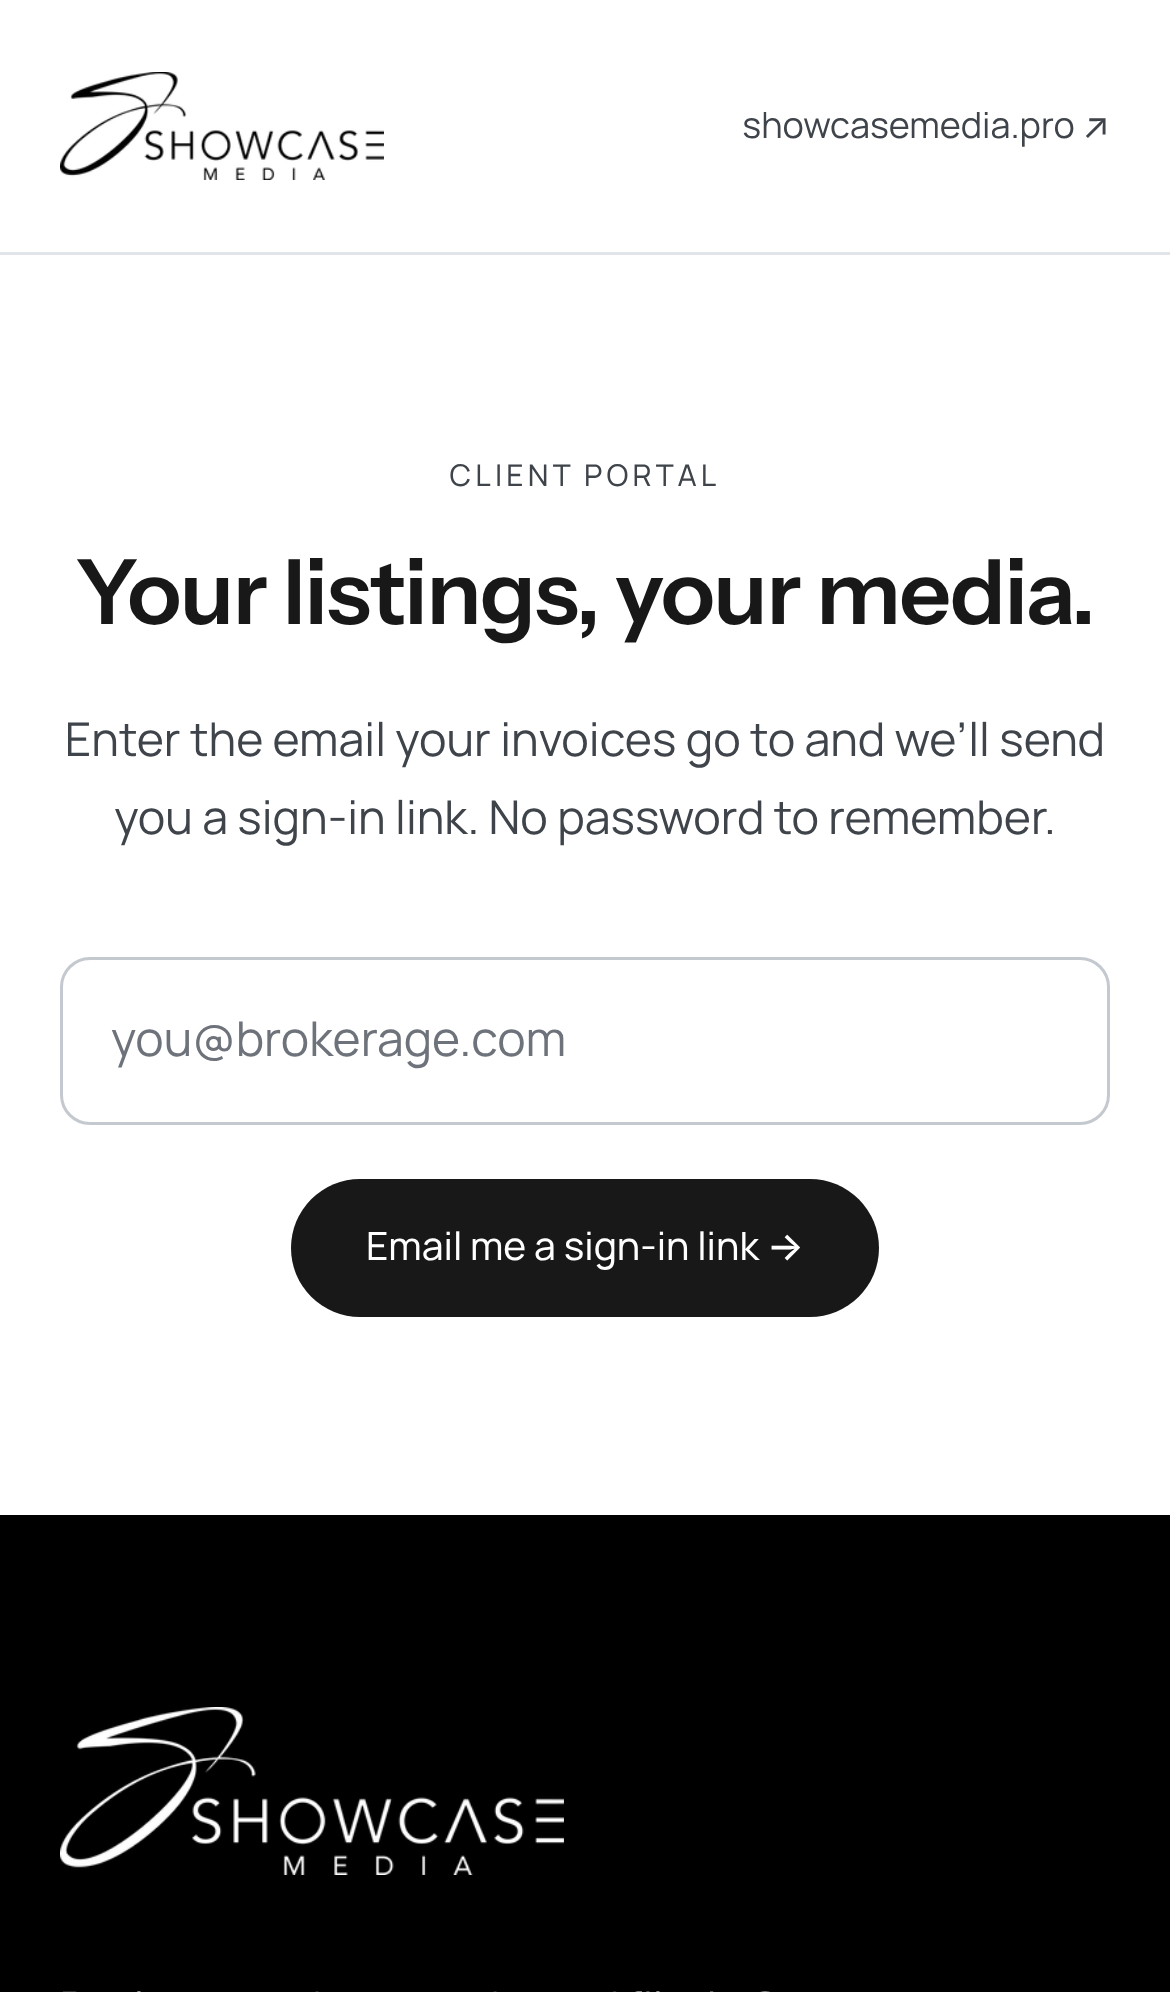 SHOWCASE
MEDIA
showcasemedia.pro ↗
CLIENT PORTAL
Your listings, your media.
Enter the email your invoices go to and we’ll send
you a sign-in link. No password to remember.
you@brokerage.com
Email me a sign-in link →
SHOWCASE
MEDIA